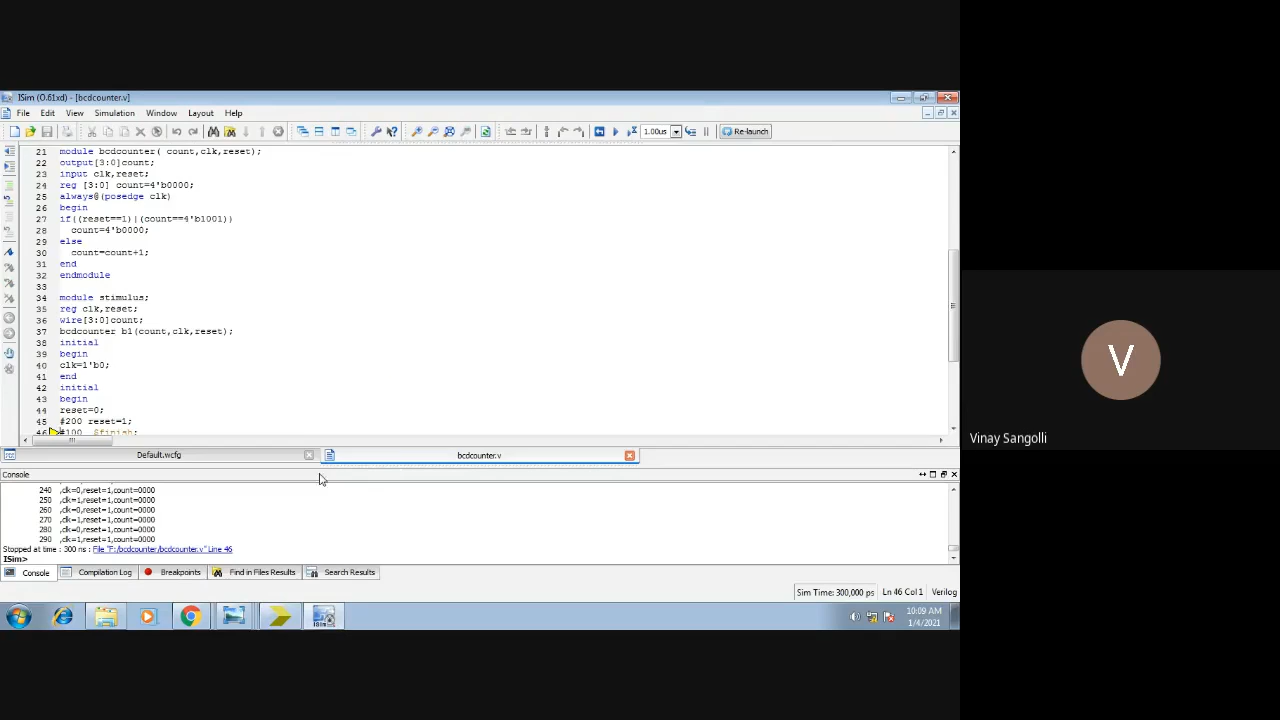 ISim (O.61xd) - [bcdcounter.v]
File Edit View Simulation Window Layout Help
1.00us Re-launch
21 module bcdcounter( count,clk,reset);
22 output[3:0]count;
23 input clk,reset;
24 reg [3:0] count=4'b0000;
25 always@(posedge clk)
26 begin
27 if((reset==1)|(count==4'b1001))
28 count=4'b0000;
29 else
30 count=count+1;
31 end
32 endmodule
33
34 module stimulus;
35 reg clk,reset;
36 wire[3:0]count;
37 bcdcounter b1(count,clk,reset);
38 initial
39 begin
40 clk=1'b0;
41 end
42 initial
43 begin
44 reset=0;
45 #200 reset=1;
46 #100 $finish;
Default.wcfg bcdcounter.v
Console
240 ,clk=0,reset=1,count=0000
250 ,clk=1,reset=1,count=0000
260 ,clk=0,reset=1,count=0000
270 ,clk=1,reset=1,count=0000
280 ,clk=0,reset=1,count=0000
290 ,clk=1,reset=1,count=0000
Stopped at time : 300 ns : File "F:/bcdcounter/bcdcounter.v" Line 46
ISim>
Console Compilation Log Breakpoints Find in Files Results Search Results
Sim Time: 300,000 ps Ln 46 Col 1 Verilog
ISim
10:09 AM
1/4/2021
V
Vinay Sangolli